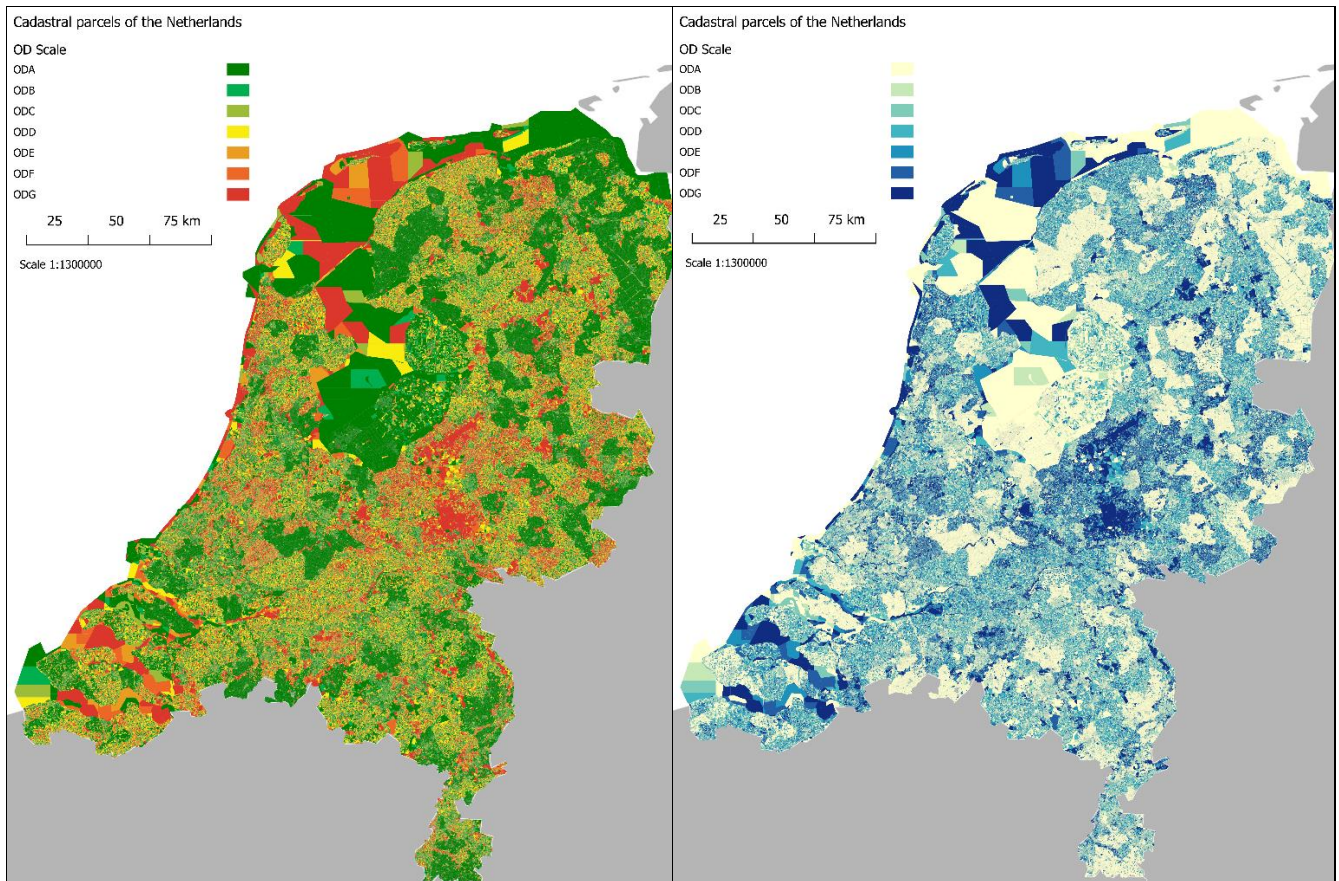 Cadastral parcels of the Netherlands
OD Scale
ODA
ODB
ODC
ODD
ODE
ODF
ODG
25 50 75 km
Scale 1:1300000
Cadastral parcels of the Netherlands
OD Scale
ODA
ODB
ODC
ODD
ODE
ODF
ODG
25 50 75 km
Scale 1:1300000